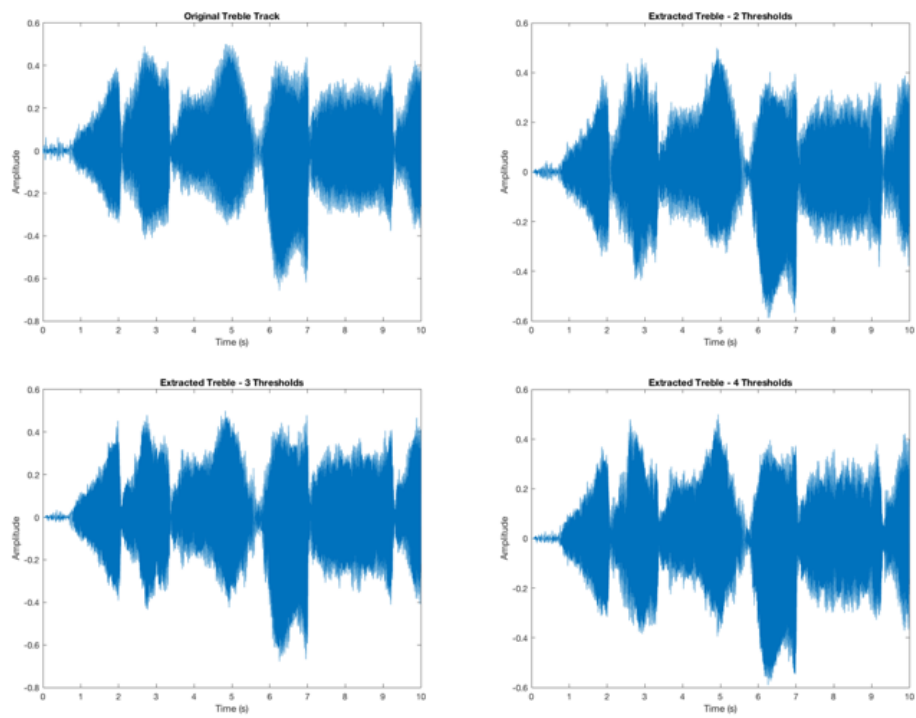 Original Treble Track
0.6
0.4
0.2
0
-0.2
-0.4
-0.6
-0.8
Amplitude
0 1 2 3 4 5 6 7 8 9 10
Time (s)
Extracted Treble - 2 Thresholds
0.6
0.4
0.2
0
-0.2
-0.4
-0.6
Amplitude
0 1 2 3 4 5 6 7 8 9 10
Time (s)
Extracted Treble - 3 Thresholds
0.6
0.4
0.2
0
-0.2
-0.4
-0.6
-0.8
Amplitude
0 1 2 3 4 5 6 7 8 9 10
Time (s)
Extracted Treble - 4 Thresholds
0.6
0.4
0.2
0
-0.2
-0.4
-0.6
Amplitude
0 1 2 3 4 5 6 7 8 9 10
Time (s)